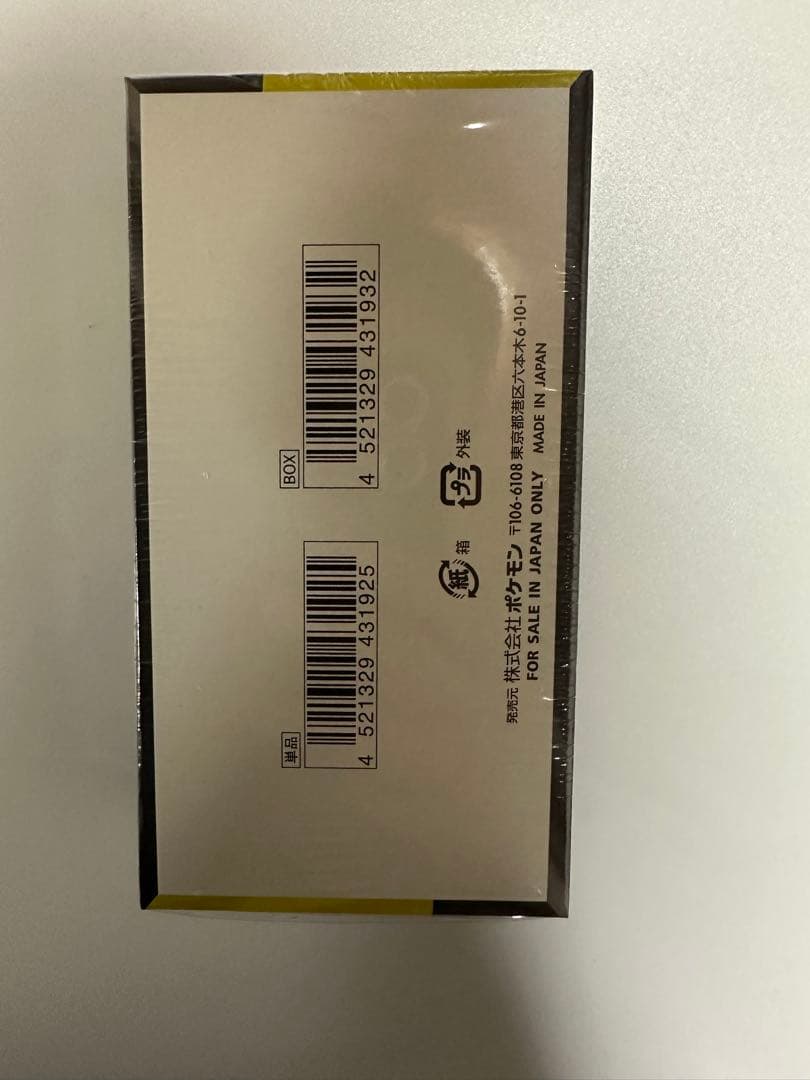 単品
4 521329 431925
BOX
4 521329 431932
紙 箱
プラ 外装
発売元 株式会社ポケモン 〒106-6108 東京都港区六本木6-10-1
FOR SALE IN JAPAN ONLY MADE IN JAPAN